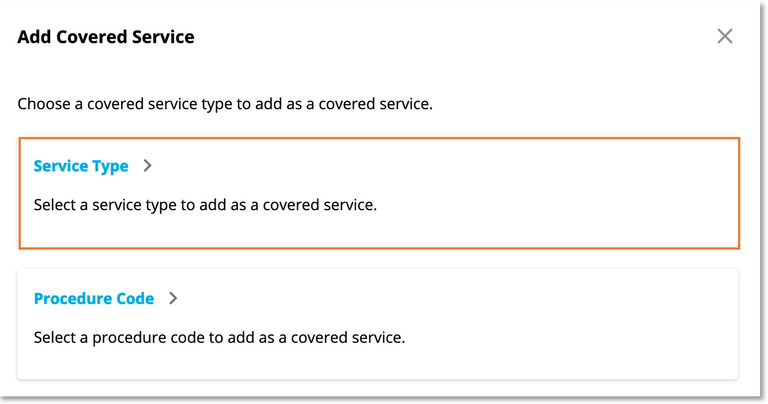 Add Covered Service
Choose a covered service type to add as a covered service.
Service Type
Select a service type to add as a covered service.
Procedure Code
Select a procedure code to add as a covered service.